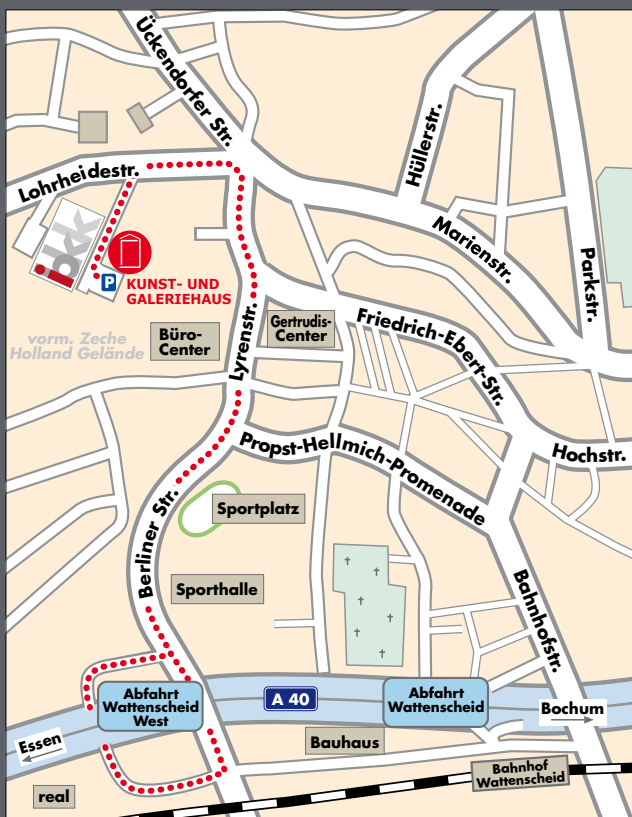 Ückendorfer Str.
Hüllerstr.
Lohrheidestr.
Marienstr.
Parkstr.
ibkk
P
KUNST- UND
GALERIEHAUS
vorm. Zeche
Holland Gelände
Büro-
Center
Lyrenstr.
Gertrudis-
Center
Friedrich-Ebert-Str.
Propst-Hellmich-Promenade
Hochstr.
Berliner Str.
Sportplatz
Sporthalle
Bahnhofstr.
Abfahrt
Wattenscheid
West
A 40
Abfahrt
Wattenscheid
Bochum
Essen
Bauhaus
Bahnhof
Wattenscheid
real